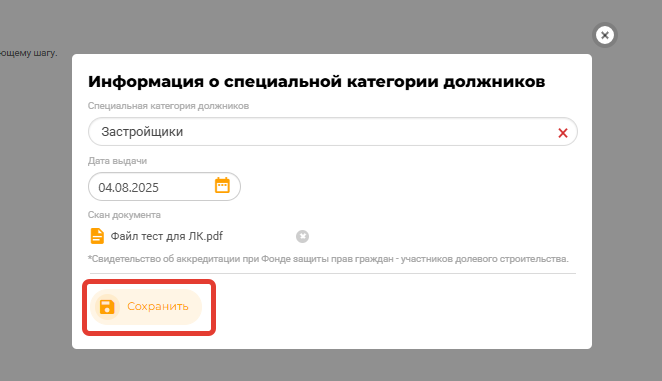 ющему шагу.
Информация о специальной категории должников
Специальная категория должников
Застройщики
Дата выдачи
04.08.2025
Скан документа
Файл тест для ЛК.pdf
*Свидетельство об аккредитации при Фонде защиты прав граждан - участников долевого строительства.
Сохранить